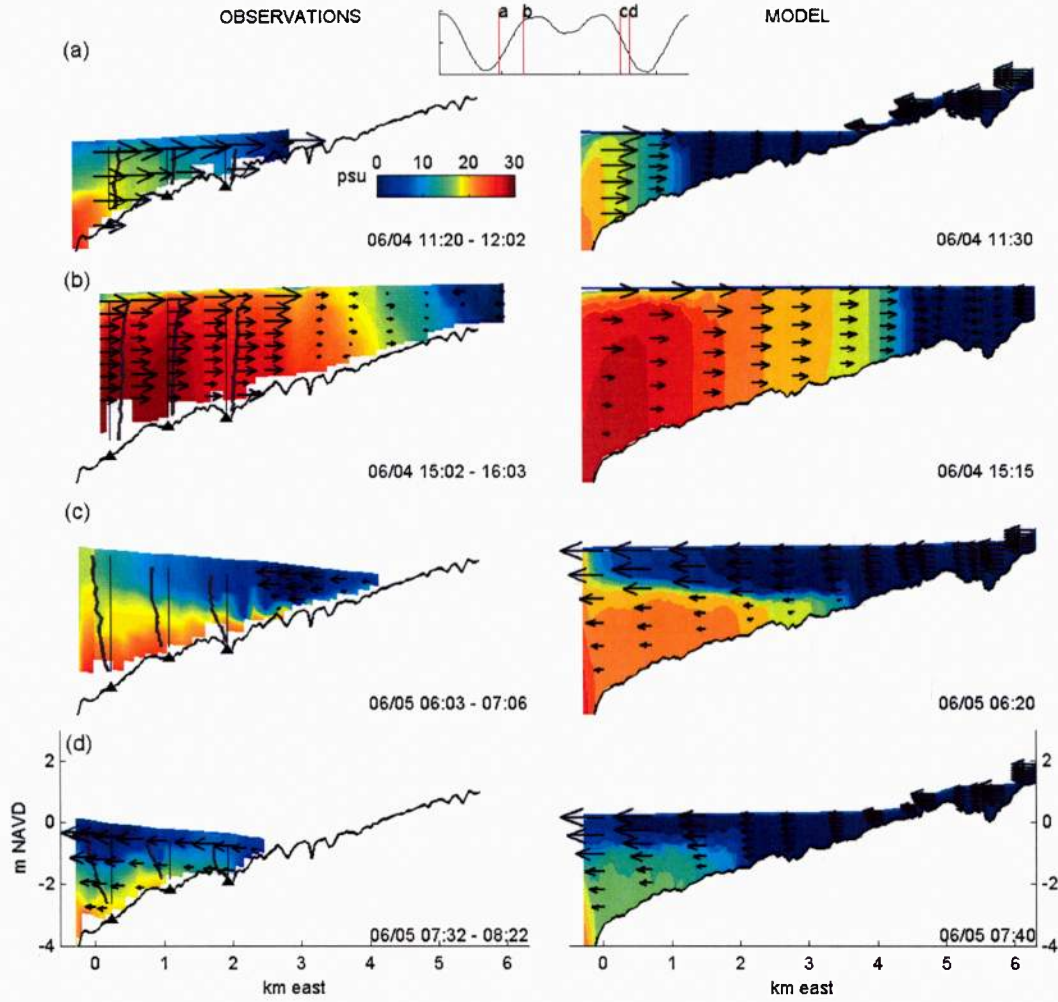 OBSERVATIONS
MODEL
a b cd
(a)
0 10 20 30
psu
06/04 11:20 - 12:02
06/04 11:30
(b)
06/04 15:02 - 16:03
06/04 15:15
(c)
06/05 06:03 - 07:06
06/05 06:20
(d)
2
0
-2
-4
m NAVD
2
0
-2
-4
06/05 07:32 - 08:22
06/05 07:40
0 1 2 3 4 5 6
0 1 2 3 4 5 6
km east
km east